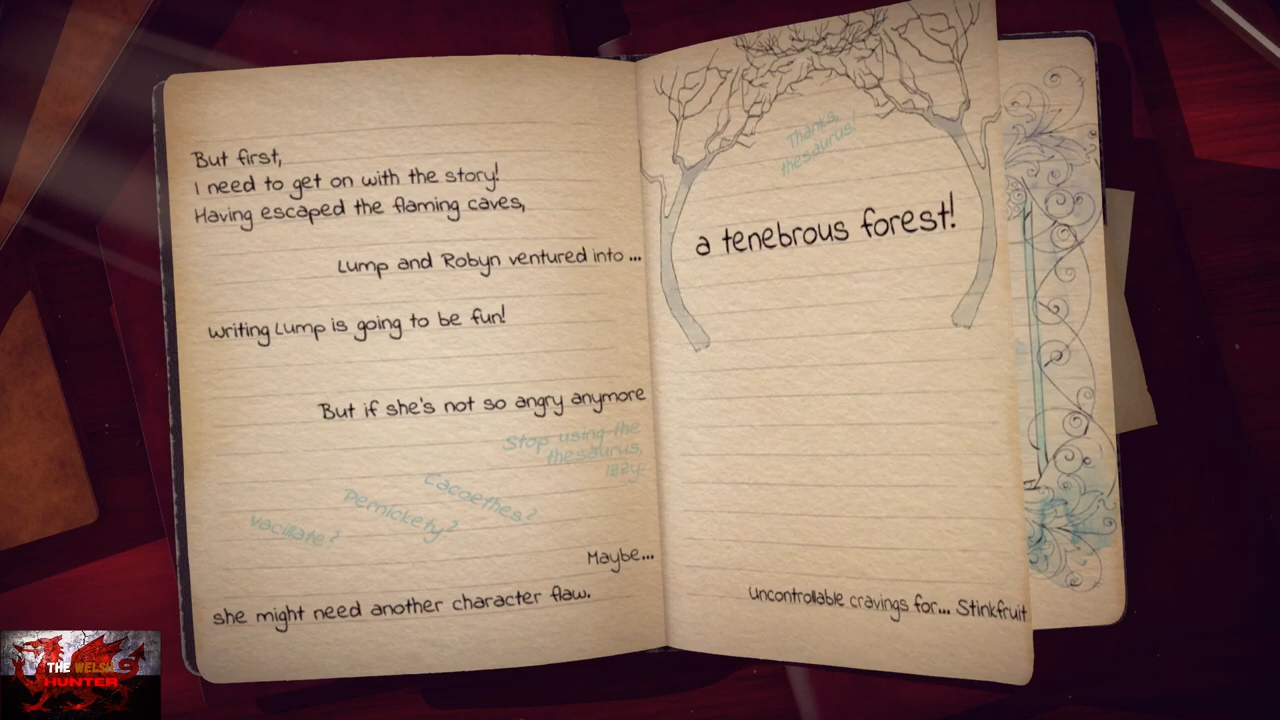 But first,
I need to get on with the story!
Having escaped the flaming caves,
Lump and Robyn ventured into ...
Writing Lump is going to be fun!
But if she's not so angry anymore
Stop using the
thesaurus,
Izzy.
Cacoethes?
Pernickety?
Vacillate?
Maybe...
she might need another character flaw.
Thanks,
thesaurus!
a tenebrous forest!
Uncontrollable cravings for... Stinkfruit
THE WELSH
HUNTER